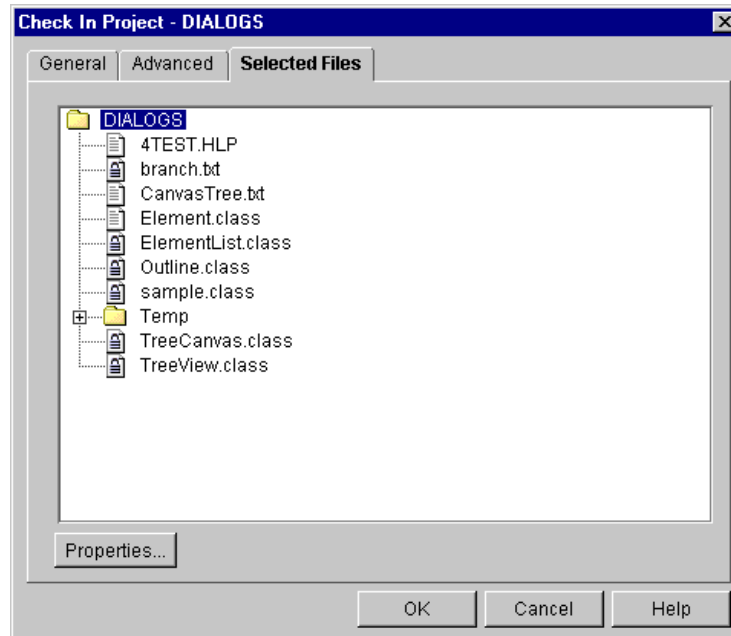 Check In Project - DIALOGS
General Advanced Selected Files
DIALOGS
4TEST.HLP
branch.txt
CanvasTree.txt
Element.class
ElementList.class
Outline.class
sample.class
Temp
TreeCanvas.class
TreeView.class
Properties...
OK Cancel Help